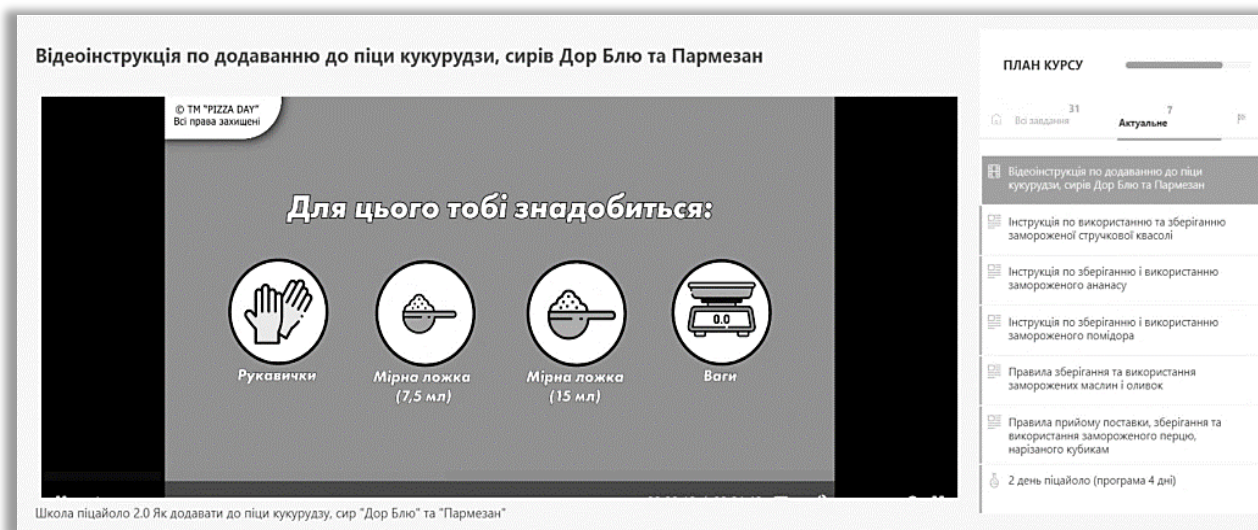 Відеоінструкція по додаванню до піци кукурудзи, сирів Дор Блю та Пармезан
© TM "PIZZA DAY"
Всі права захищені
Для цього тобі знадобиться:
0.0
Рукавички
Мірна ложка
(7,5 мл)
Мірна ложка
(15 мл)
Ваги
Школа піцайоло 2.0 Як додавати до піци кукурудзу, сир "Дор Блю" та "Пармезан"
ПЛАН КУРСУ
31
Всі завдання
7
Актуальне
Відеоінструкція по додаванню до піци
кукурудзи, сирів Дор Блю та Пармезан
Інструкція по використанню та зберіганню
замороженої стручкової квасолі
Інструкція по зберіганню і використанню
замороженого ананасу
Інструкція по зберіганню і використанню
замороженого помідора
Правила зберігання та використання
заморожених маслин і оливок
Правила прийому поставки, зберігання та
використання замороженого перцю,
нарізаного кубикам
2 день піцайоло (програма 4 дні)